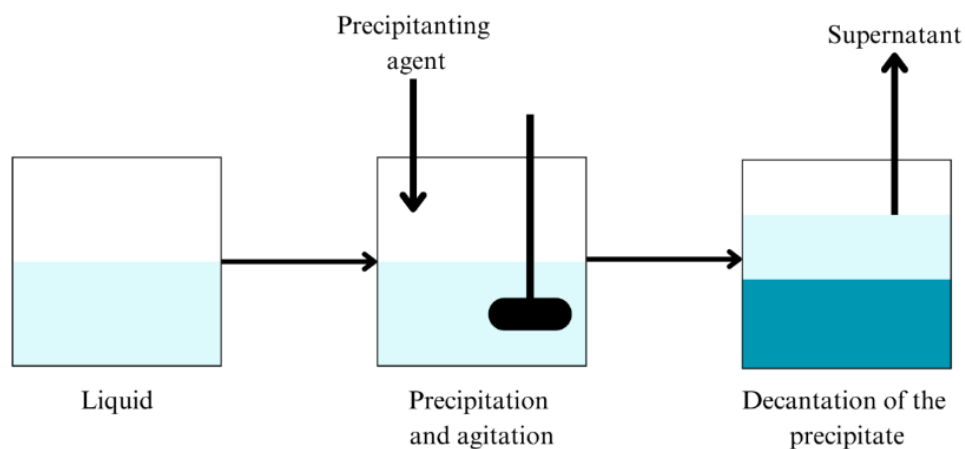 Precipitanting
agent
Supernatant
Liquid
Precipitation
and agitation
Decantation of the
precipitate